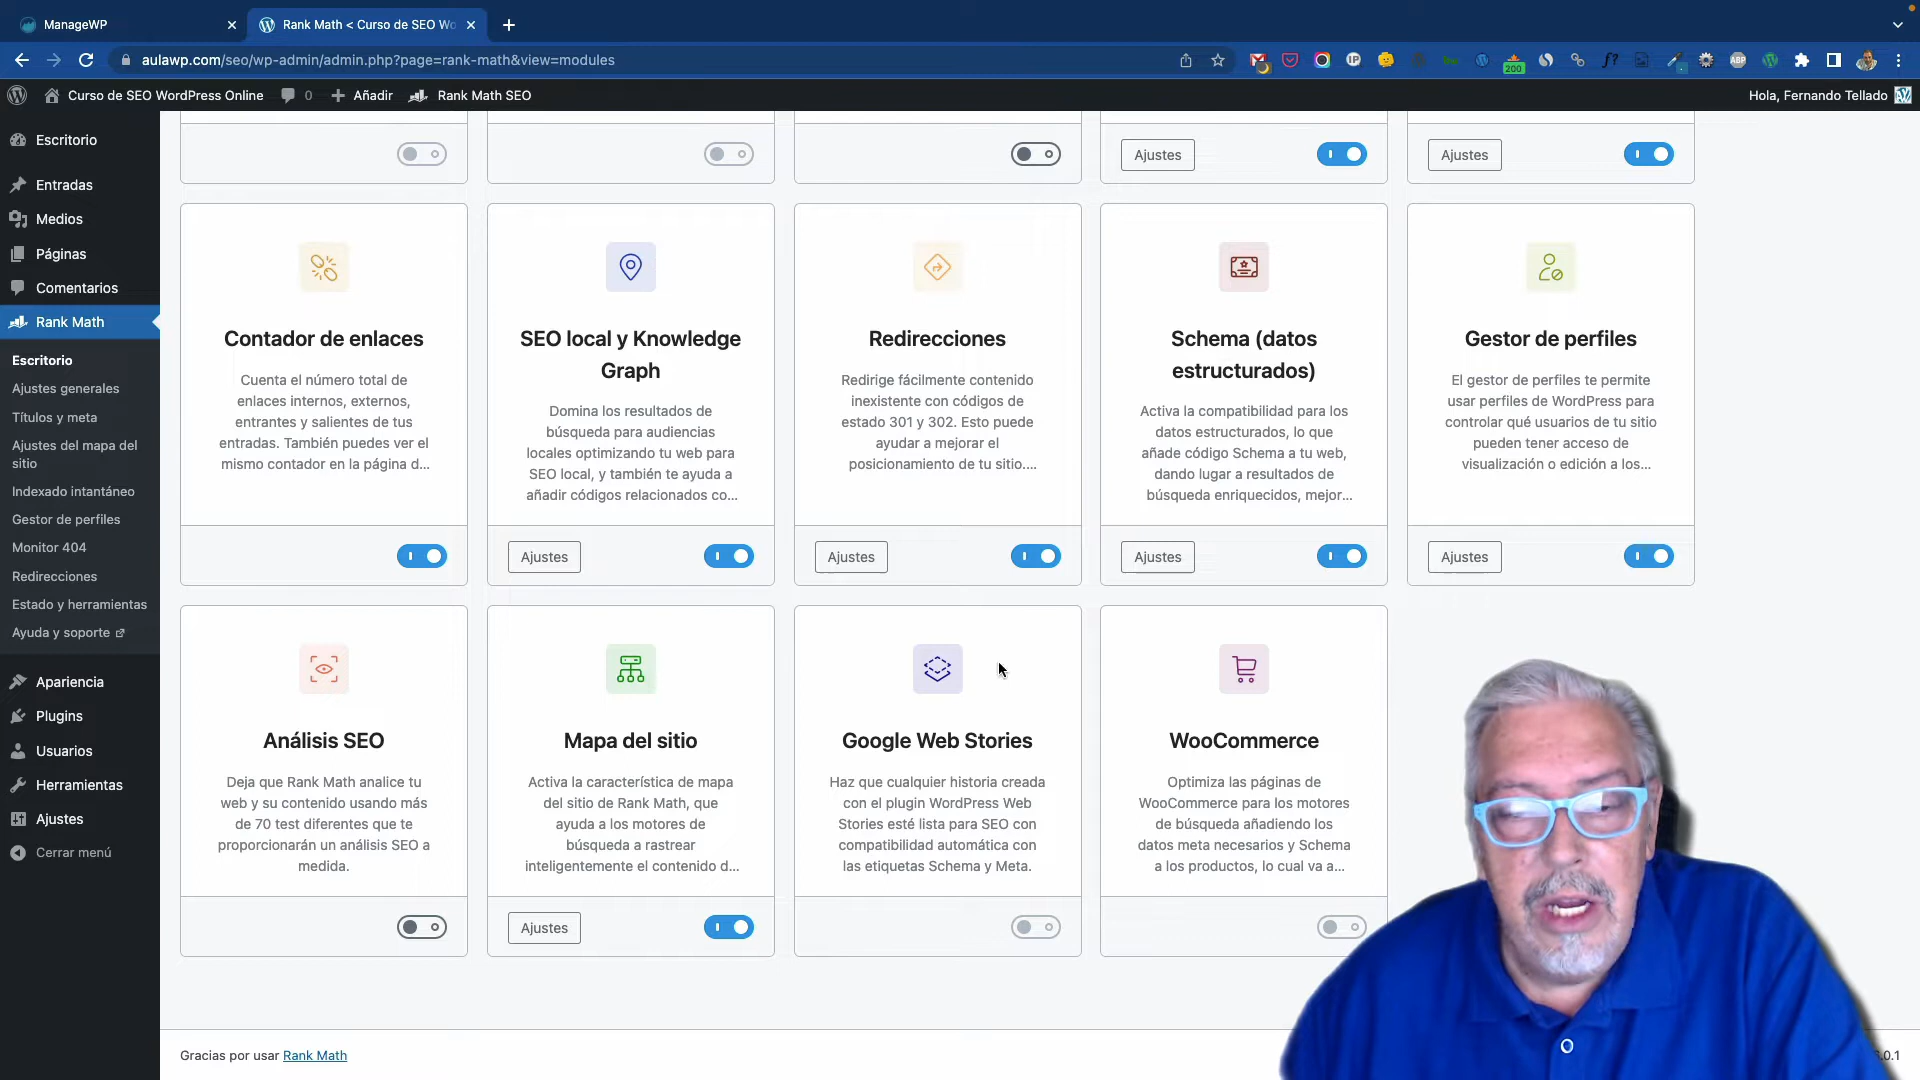 ManageWP
Rank Math < Curso de SEO Wo
aulawp.com/seo/wp-admin/admin.php?page=rank-math&view=modules
200
Curso de SEO WordPress Online
0
Añadir
Rank Math SEO
Hola, Fernando Tellado
Escritorio
Entradas
Medios
Páginas
Comentarios
Rank Math
Escritorio
Ajustes generales
Títulos y meta
Ajustes del mapa del
sitio
Indexado intantáneo
Gestor de perfiles
Monitor 404
Redirecciones
Estado y herramientas
Ayuda y soporte
Apariencia
Plugins
Usuarios
Herramientas
Ajustes
Cerrar menú
Ajustes
Ajustes
Contador de enlaces
Cuenta el número total de
enlaces internos, externos,
entrantes y salientes de tus
entradas. También puedes ver el
mismo contador en la página d...
SEO local y Knowledge
Graph
Domina los resultados de
búsqueda para audiencias
locales optimizando tu web para
SEO local, y también te ayuda a
añadir códigos relacionados co...
Ajustes
Redirecciones
Redirige fácilmente contenido
inexistente con códigos de
estado 301 y 302. Esto puede
ayudar a mejorar el
posicionamiento de tu sitio....
Ajustes
Schema (datos
estructurados)
Activa la compatibilidad para los
datos estructurados, lo que
añade código Schema a tu web,
dando lugar a resultados de
búsqueda enriquecidos, mejor...
Ajustes
Gestor de perfiles
El gestor de perfiles te permite
usar perfiles de WordPress para
controlar qué usuarios de tu sitio
pueden tener acceso de
visualización o edición a los...
Ajustes
Análisis SEO
Deja que Rank Math analice tu
web y su contenido usando más
de 70 test diferentes que te
proporcionarán un análisis SEO a
medida.
Mapa del sitio
Activa la característica de mapa
del sitio de Rank Math, que
ayuda a los motores de
búsqueda a rastrear
inteligentemente el contenido d...
Ajustes
Google Web Stories
Haz que cualquier historia creada
con el plugin WordPress Web
Stories esté lista para SEO con
compatibilidad automática con
las etiquetas Schema y Meta.
WooCommerce
Optimiza las páginas de
WooCommerce para los motores
de búsqueda añadiendo los
datos meta necesarios y Schema
a los productos, lo cual va a...
Gracias por usar Rank Math
.0.1